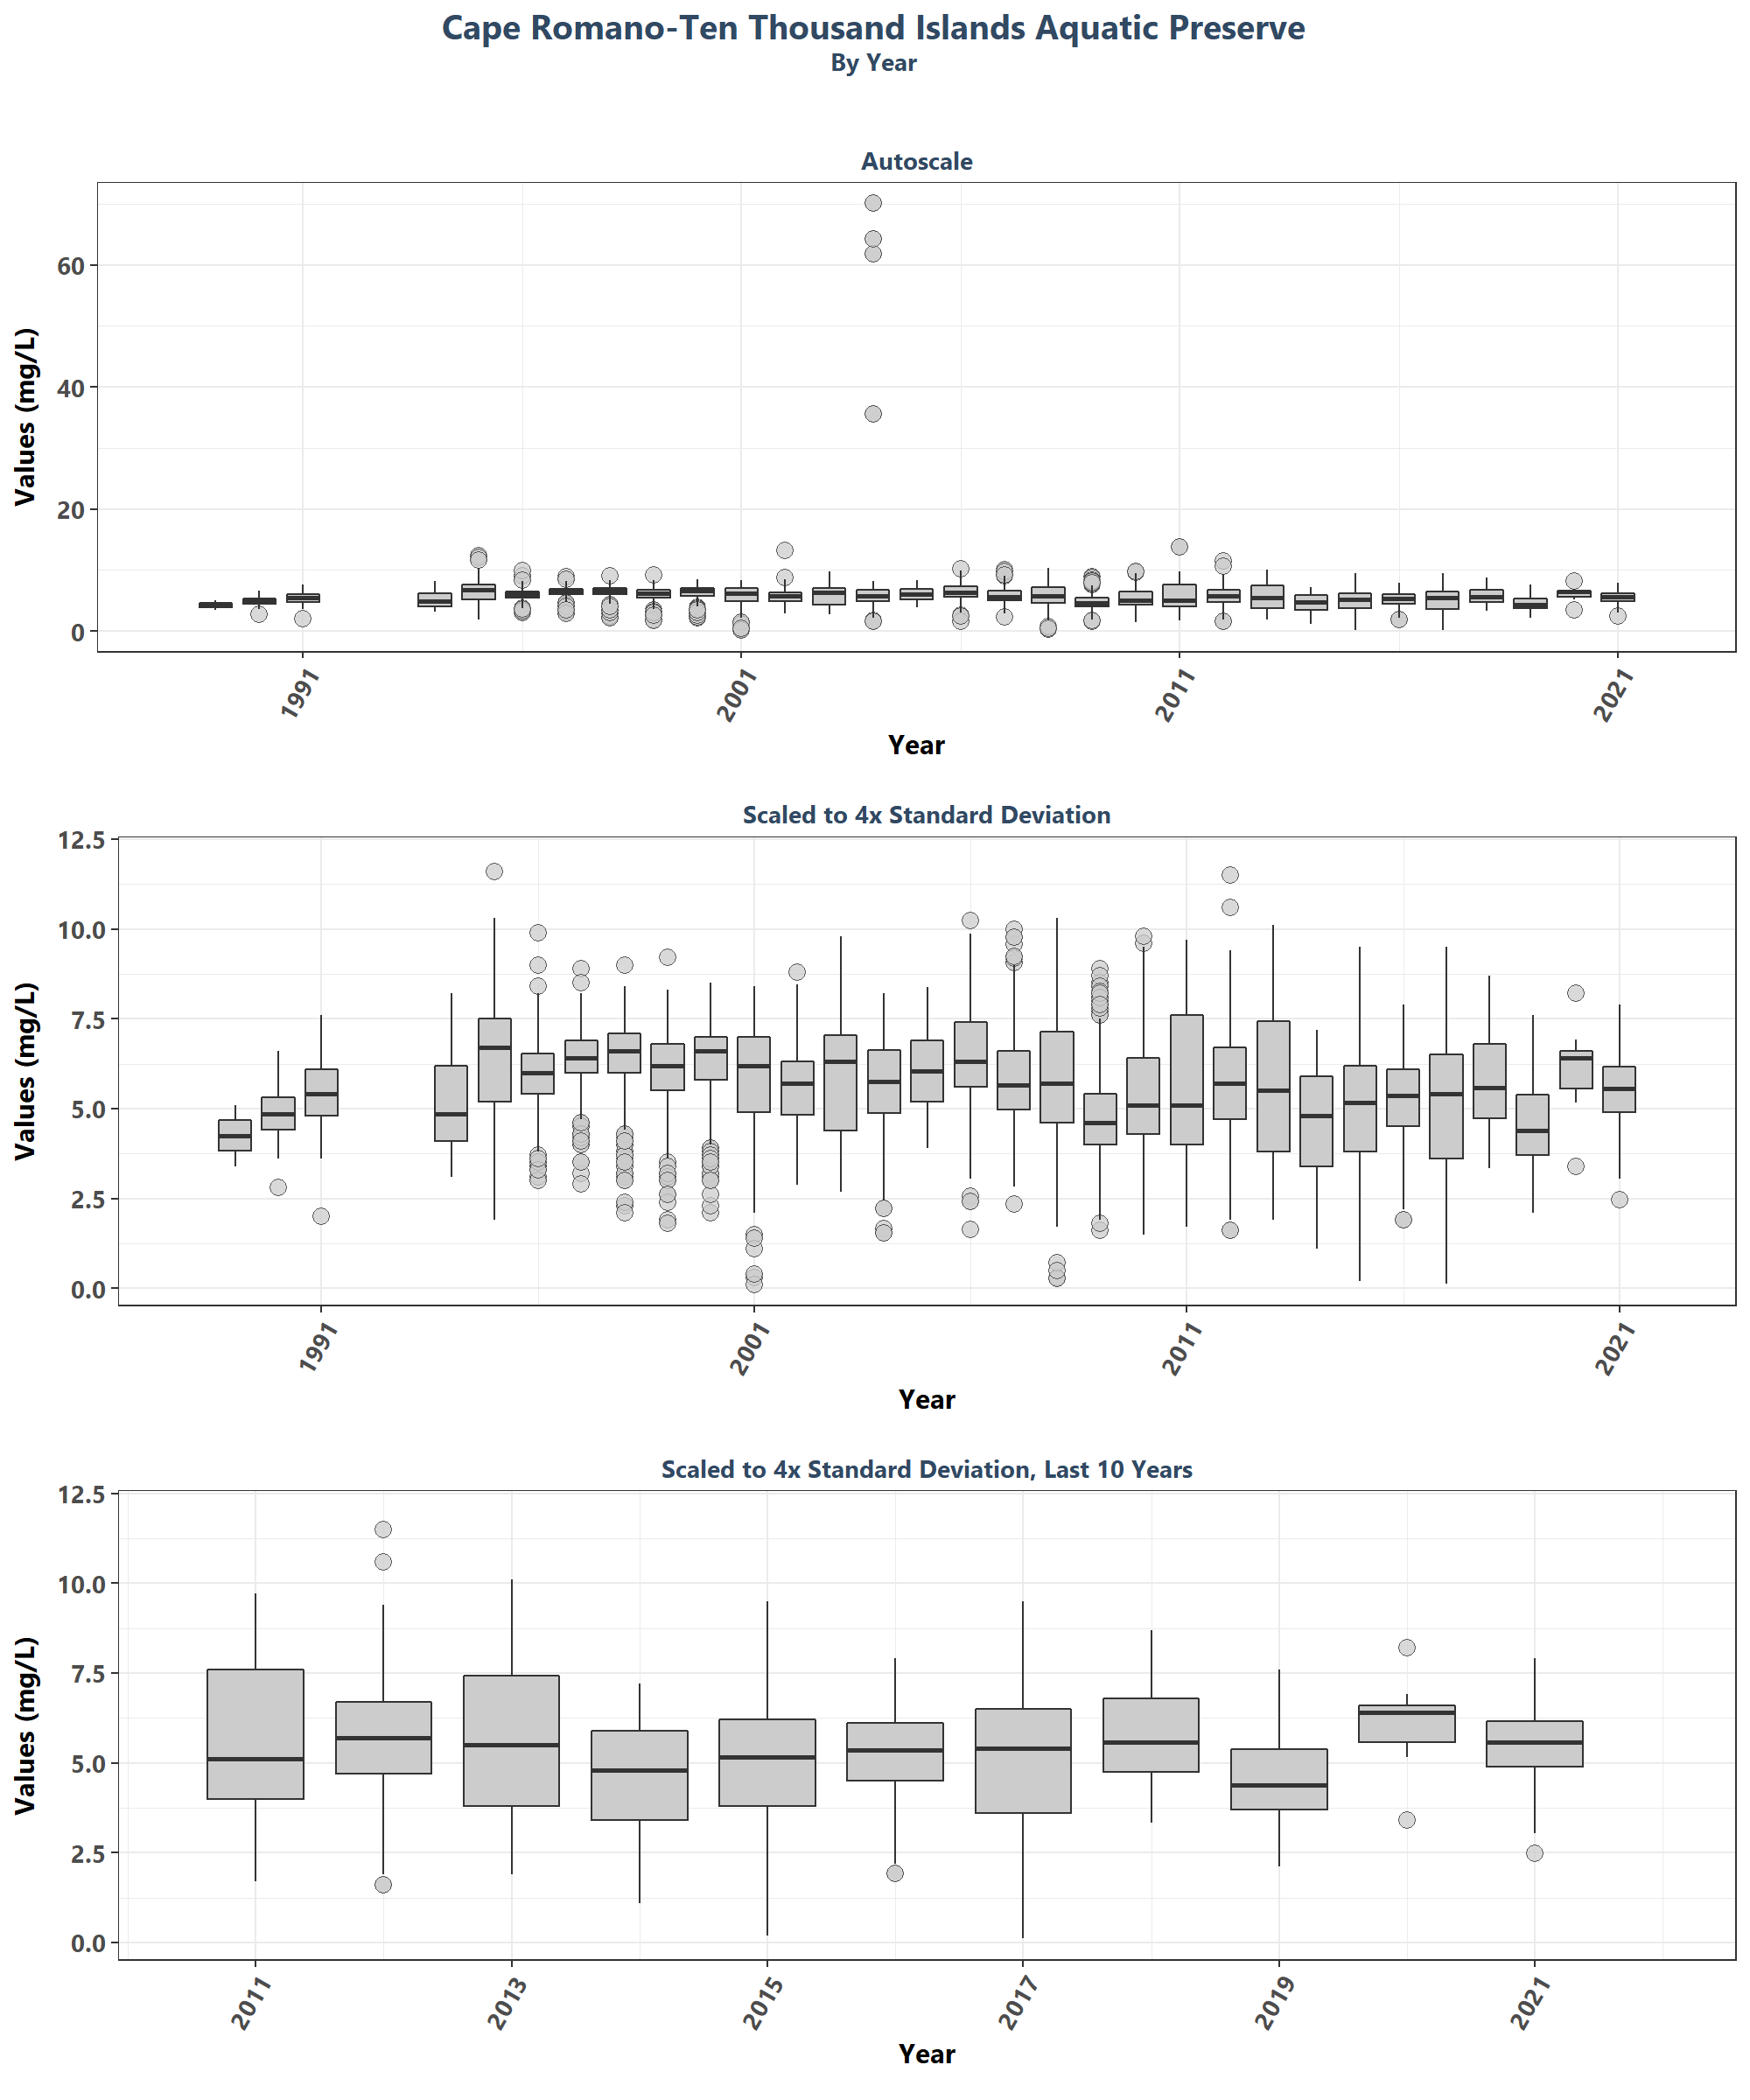 Cape Romano-Ten Thousand Islands Aquatic Preserve
By Year
Autoscale
Values (mg/L)
60
40
20
0
1991
2001
2011
2021
Year
Scaled to 4x Standard Deviation
Values (mg/L)
12.5
10.0
7.5
5.0
2.5
0.0
1991
2001
2011
2021
Year
Scaled to 4x Standard Deviation, Last 10 Years
Values (mg/L)
12.5
10.0
7.5
5.0
2.5
0.0
2011
2013
2015
2017
2019
2021
Year